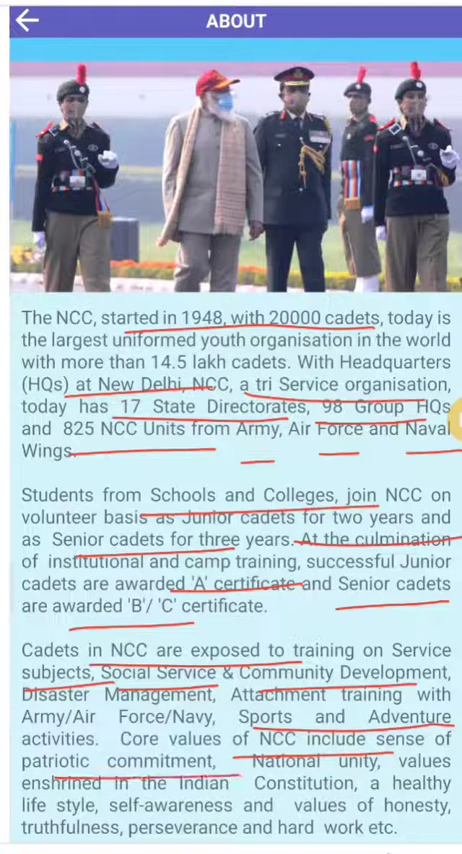 ABOUT
The NCC, started in 1948, with 20000 cadets, today is
the largest uniformed youth organisation in the world
with more than 14.5 lakh cadets. With Headquarters
(HQs) at New Delhi, NCC, a tri Service organisation,
today has 17 State Directorates, 98 Group HQs
and 825 NCC Units from Army, Air Force and Naval
Wings.
Students from Schools and Colleges, join NCC on
volunteer basis as Junior cadets for two years and
as Senior cadets for three years. At the culmination
of institutional and camp training, successful Junior
cadets are awarded 'A' certificate and Senior cadets
are awarded 'B'/ 'C' certificate.
Cadets in NCC are exposed to training on Service
subjects, Social Service & Community Development,
Disaster Management, Attachment training with
Army/Air Force/Navy, Sports and Adventure
activities. Core values of NCC include sense of
patriotic commitment, National unity, values
enshrined in the Indian Constitution, a healthy
life style, self-awareness and values of honesty,
truthfulness, perseverance and hard work etc.